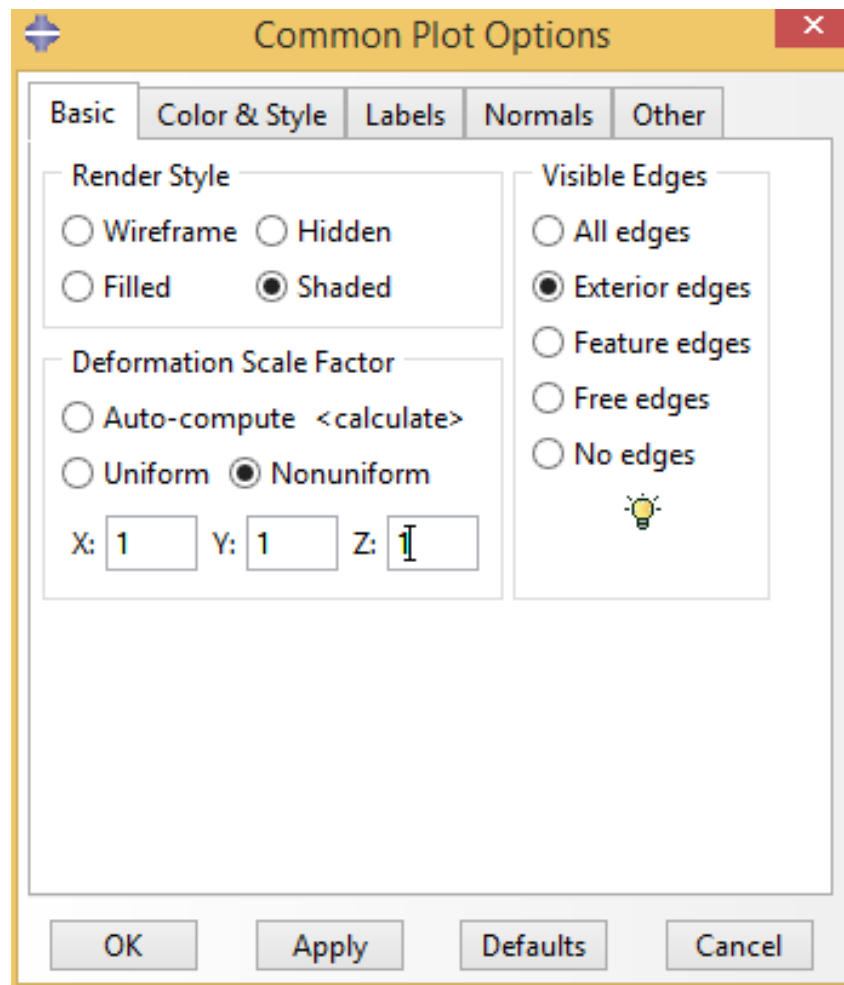 Common Plot Options
Basic Color & Style Labels Normals Other
Render Style
Wireframe Hidden
Filled Shaded
Deformation Scale Factor
Auto-compute <calculate>
Uniform Nonuniform
X: 1 Y: 1 Z: 1
Visible Edges
All edges
Exterior edges
Feature edges
Free edges
No edges
OK Apply Defaults Cancel